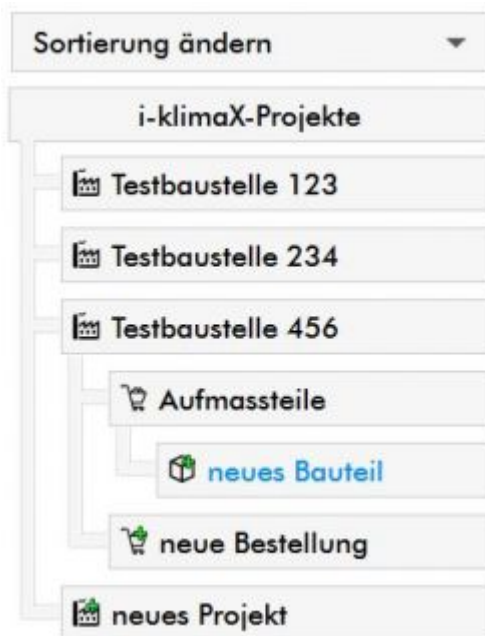 Sortierung ändern
i-klimaX-Projekte
Testbaustelle 123
Testbaustelle 234
Testbaustelle 456
Aufmassteile
neues Bauteil
neue Bestellung
neues Projekt